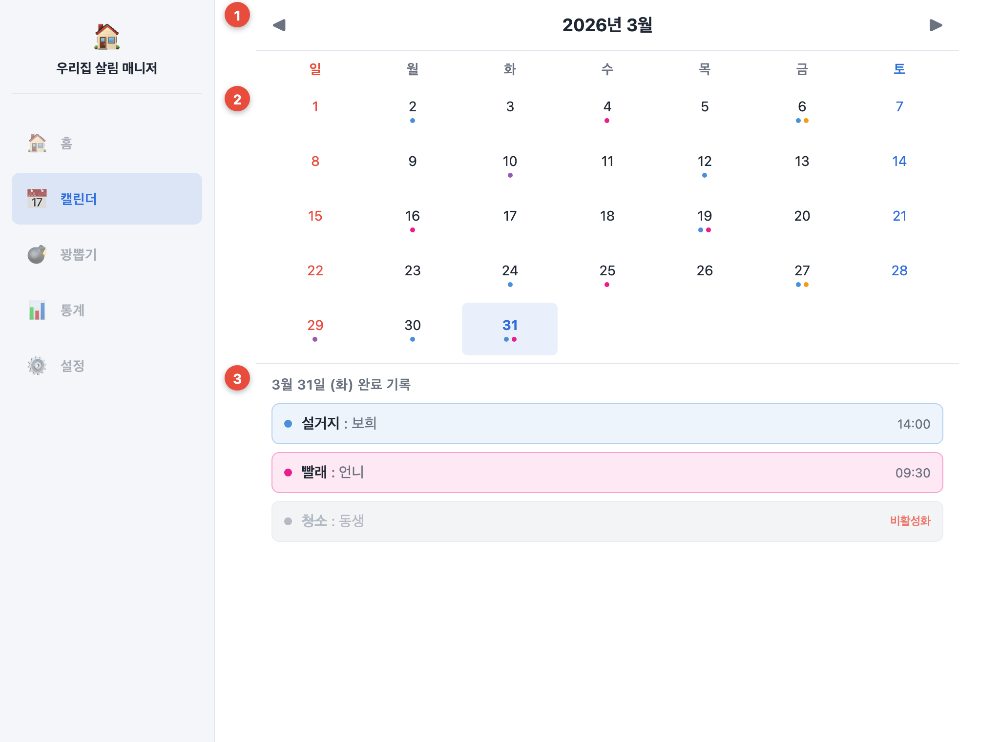 우리집 살림 매니저
홈
캘린더
꽝뽑기
통계
설정
1
◀ 2026년 3월 ▶
일 월 화 수 목 금 토
2
1 2 3 4 5 6 7
8 9 10 11 12 13 14
15 16 17 18 19 20 21
22 23 24 25 26 27 28
29 30 31
3
3월 31일 (화) 완료 기록
설거지 : 보희 14:00
빨래 : 언니 09:30
청소 : 동생 비활성화